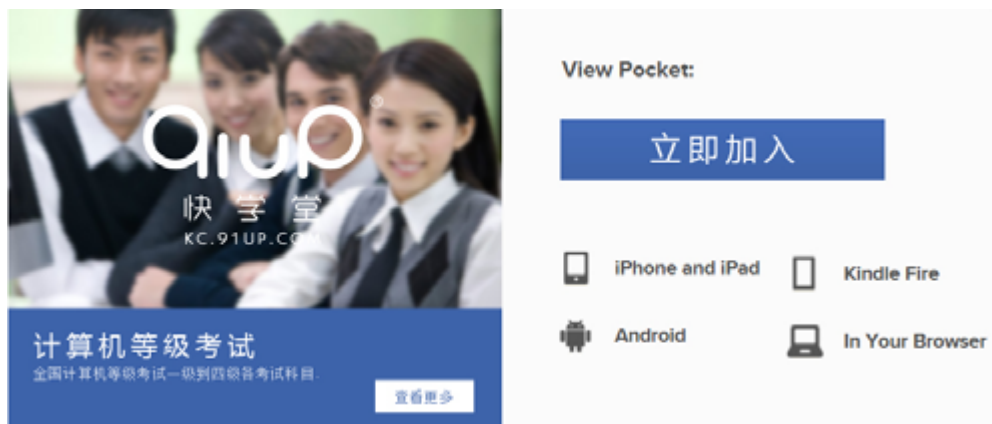 91UP®
快学堂
KC.91UP.COM
计算机等级考试
全国计算机等级考试一级到四级各考试科目.
查看更多
View Pocket:
立即加入
iPhone and iPad
Kindle Fire
Android
In Your Browser